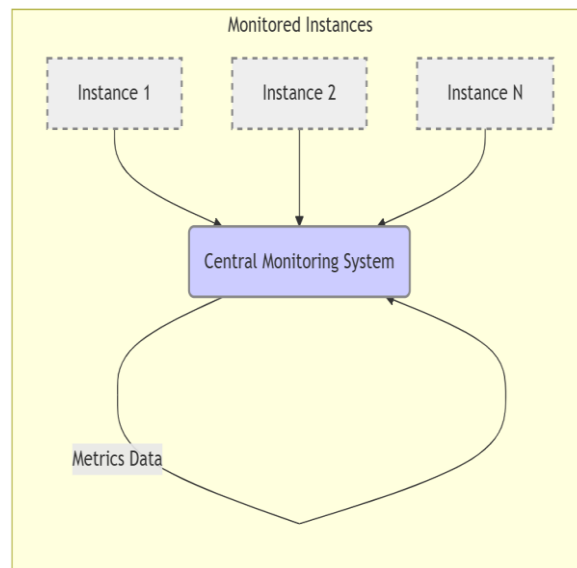 Monitored Instances
Instance 1
Instance 2
Instance N
Central Monitoring System
Metrics Data